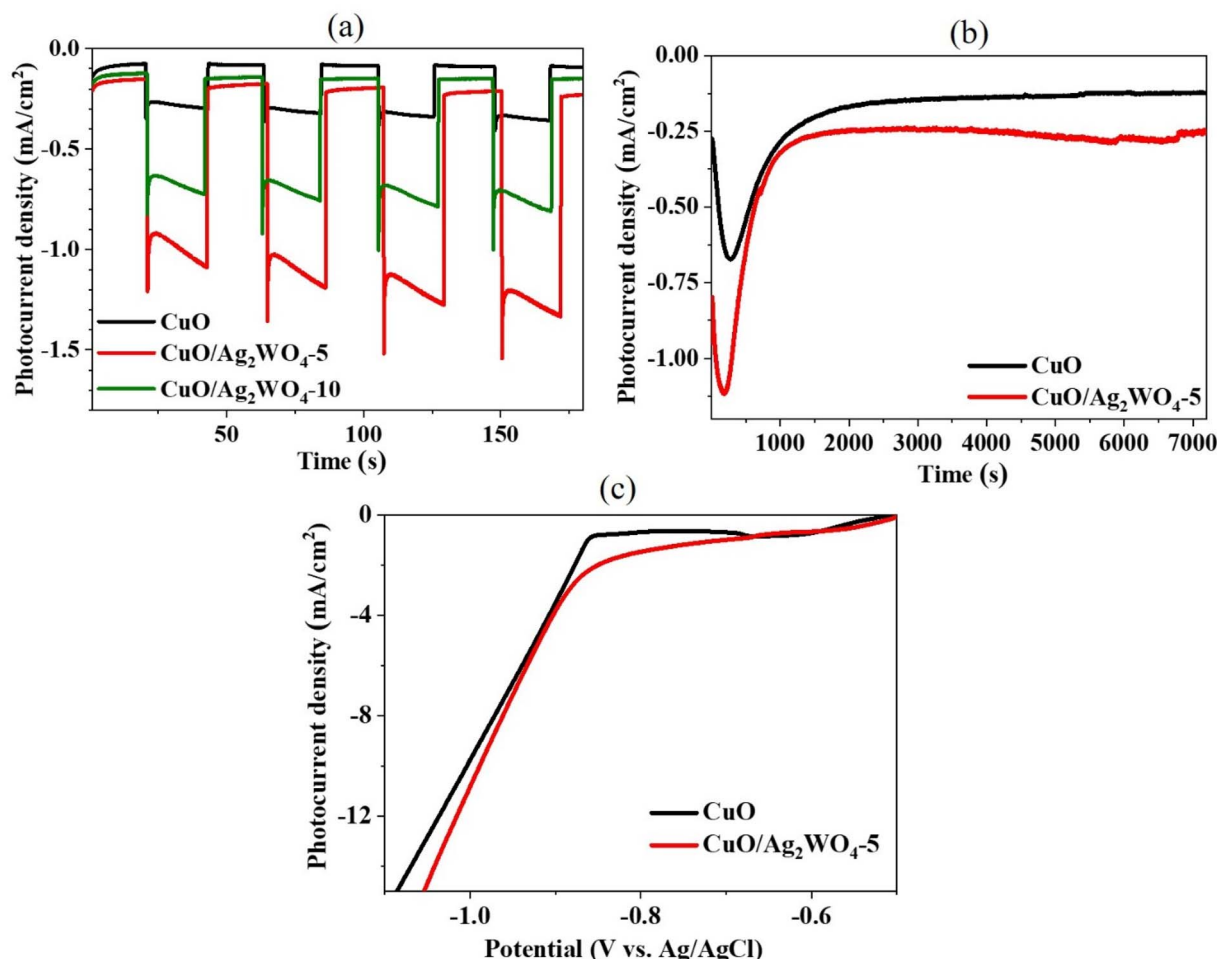 (a)
Photocurrent density (mA/cm²)
0.0
-0.5
-1.0
-1.5
CuO
CuO/Ag₂WO₄-5
CuO/Ag₂WO₄-10
50
100
150
Time (s)
(b)
Photocurrent density (mA/cm²)
0.00
-0.25
-0.50
-0.75
-1.00
CuO
CuO/Ag₂WO₄-5
1000
2000
3000
4000
5000
6000
7000
Time (s)
(c)
Photocurrent density (mA/cm²)
0
-4
-8
-12
CuO
CuO/Ag₂WO₄-5
-1.0
-0.8
-0.6
Potential (V vs. Ag/AgCl)